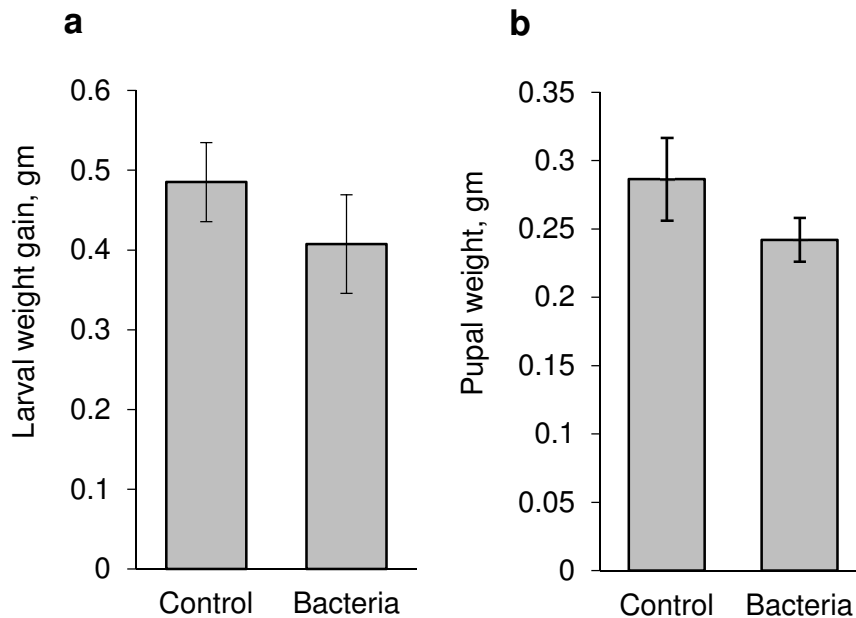 a
Larval weight gain, gm
0.6
0.5
0.4
0.3
0.2
0.1
0
Control Bacteria
b
Pupal weight, gm
0.35
0.3
0.25
0.2
0.15
0.1
0.05
0
Control Bacteria